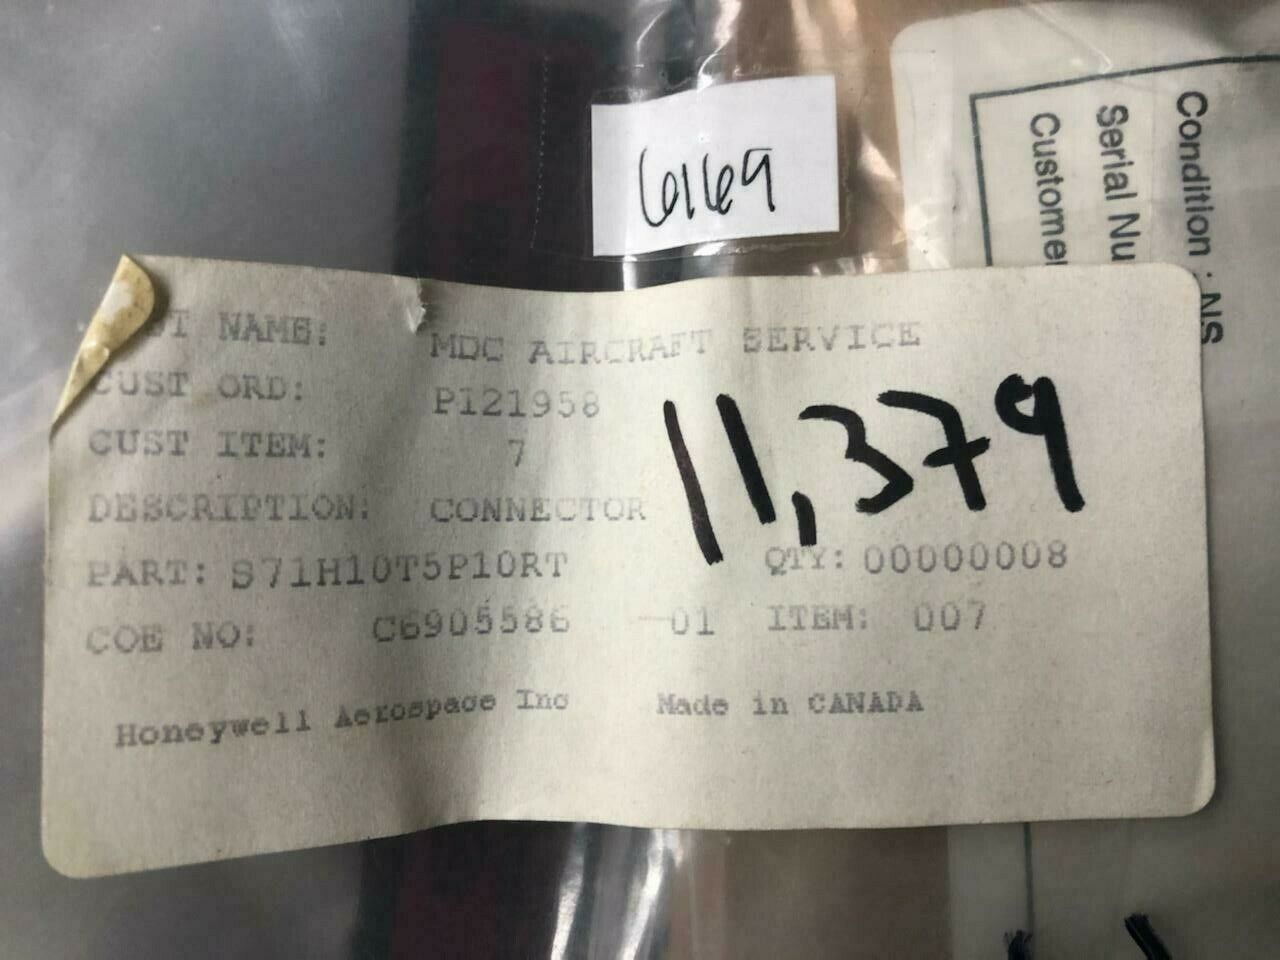 6169
Condition : NS
Serial Nu
Custome
T NAME: MDC AIRCRAFT SERVICE
CUST ORD: P121958
CUST ITEM: 7
11,379
DESCRIPTION: CONNECTOR
PART: S71H10T5P10RT QTY: 00000008
COE NO: C6905586 -01 ITEM: 007
Honeywell Aerospace Inc Made in CANADA